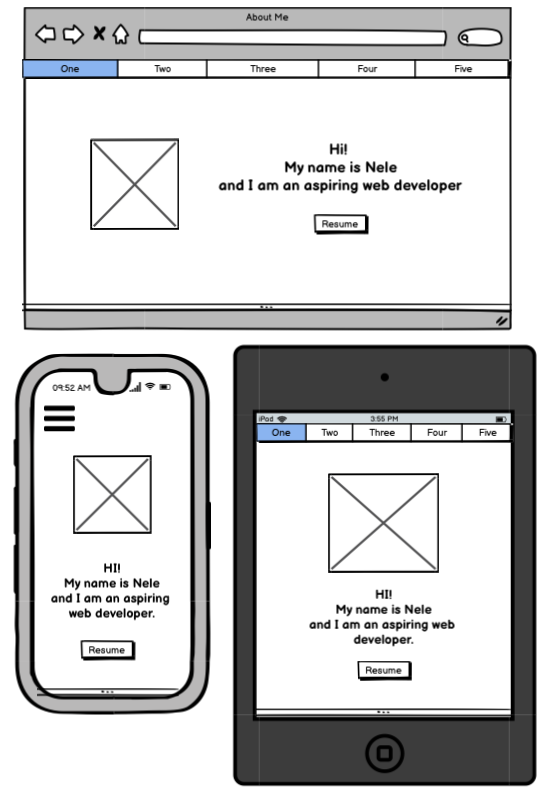 About Me
One Two Three Four Five
Hi!
My name is Nele
and I am an aspiring web developer
Resume
09:52 AM
HI!
My name is Nele
and I am an aspiring
web developer.
Resume
iPod 3:55 PM
One Two Three Four Five
HI!
My name is Nele
and I am an aspiring web
developer.
Resume